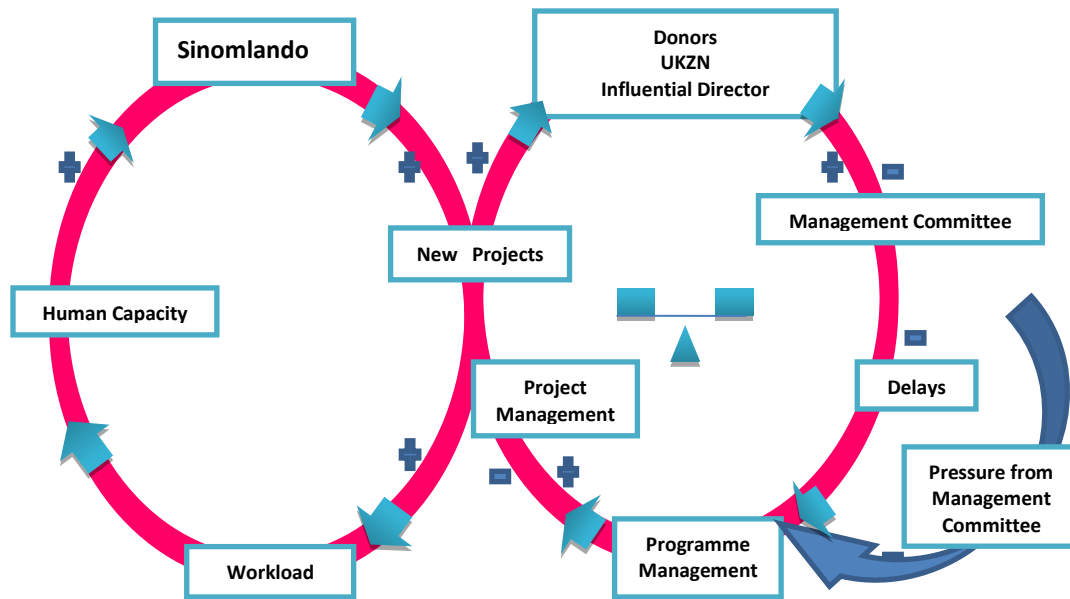 Sinomlando
Donors
UKZN
Influential Director
Management Committee
New Projects
Human Capacity
Project
Management
Delays
Pressure from
Management
Committee
Programme
Management
Workload